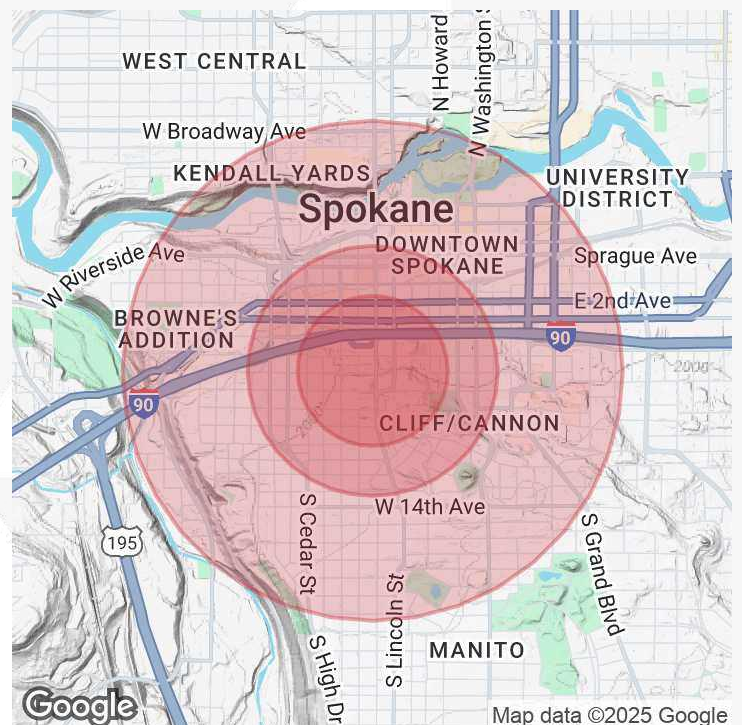 N Howard
N Washington S
WEST CENTRAL
W Broadway Ave
KENDALL YARDS
UNIVERSITY
DISTRICT
Spokane
DOWNTOWN
SPOKANE
Sprague Ave
W Riverside Ave
E 2nd Ave
BROWNE'S
ADDITION
90
2000
90
2000
CLIFF/CANNON
W 14th Ave
S Cedar St
195
S Grand Blvd
S Lincoln St
S High Dr
MANITO
Google
Map data ©2025 Google